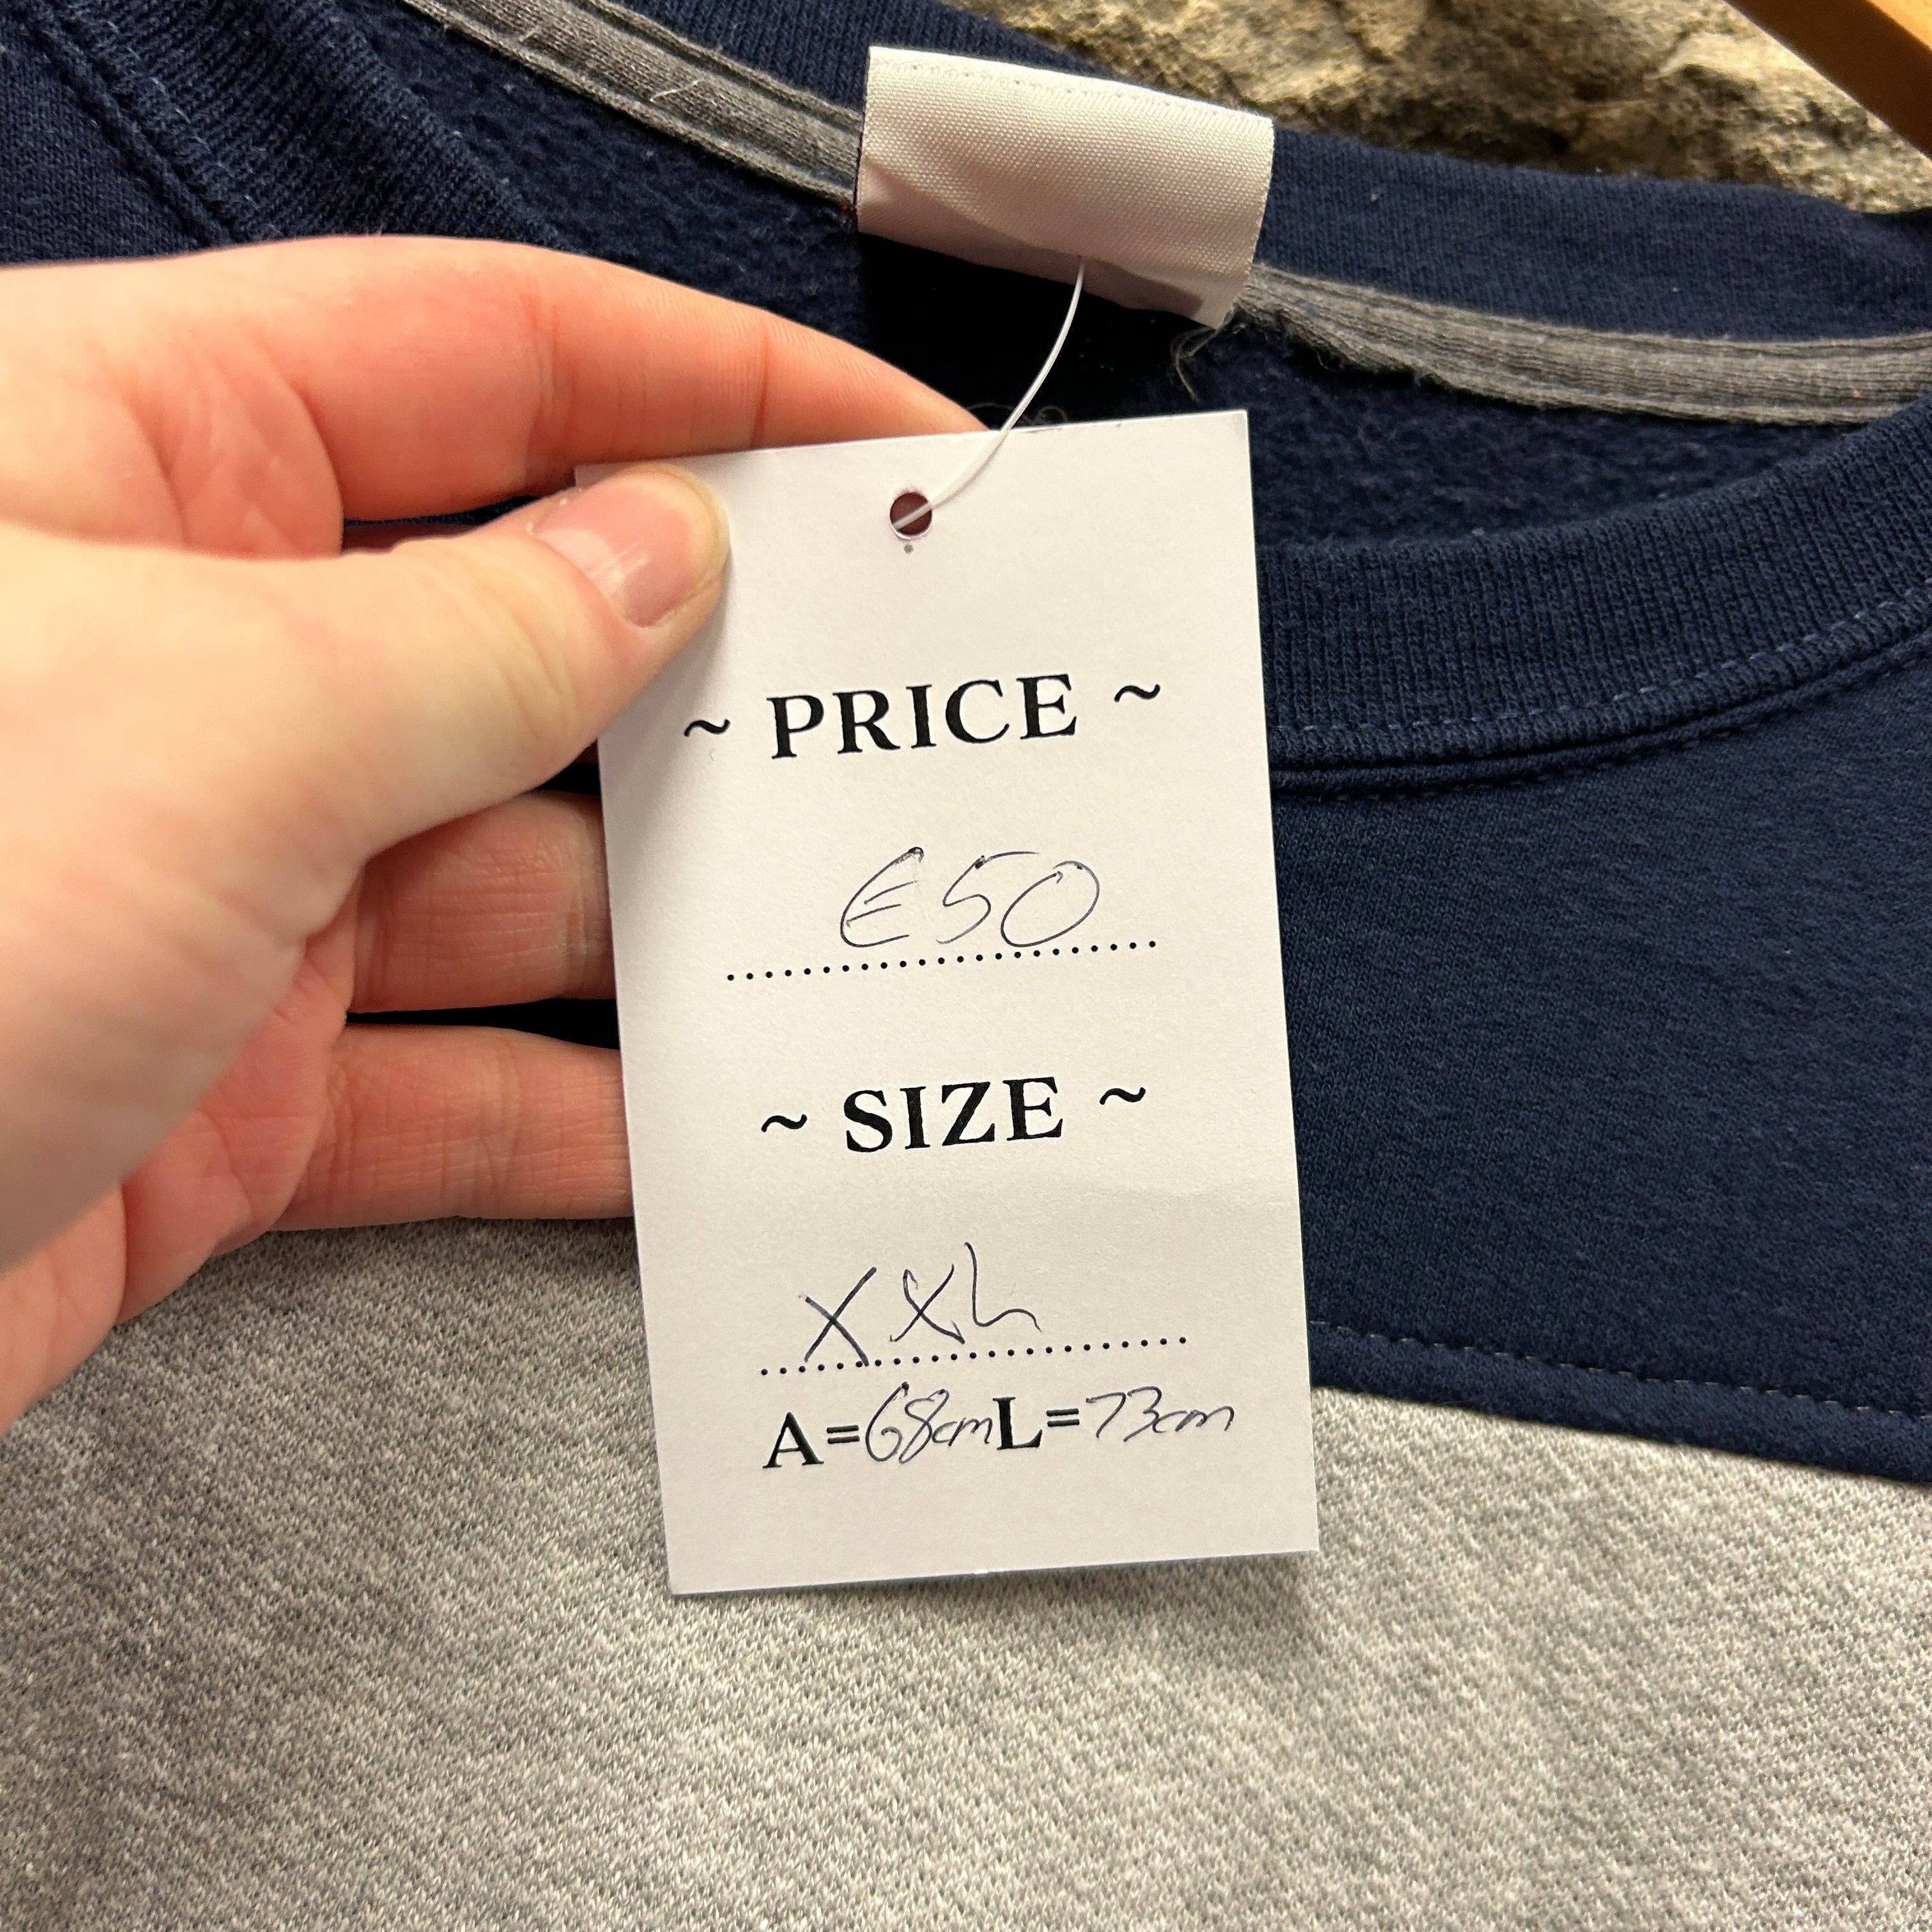 ~ PRICE ~
€50
~ SIZE ~
XXL
A=68cm L=73cm